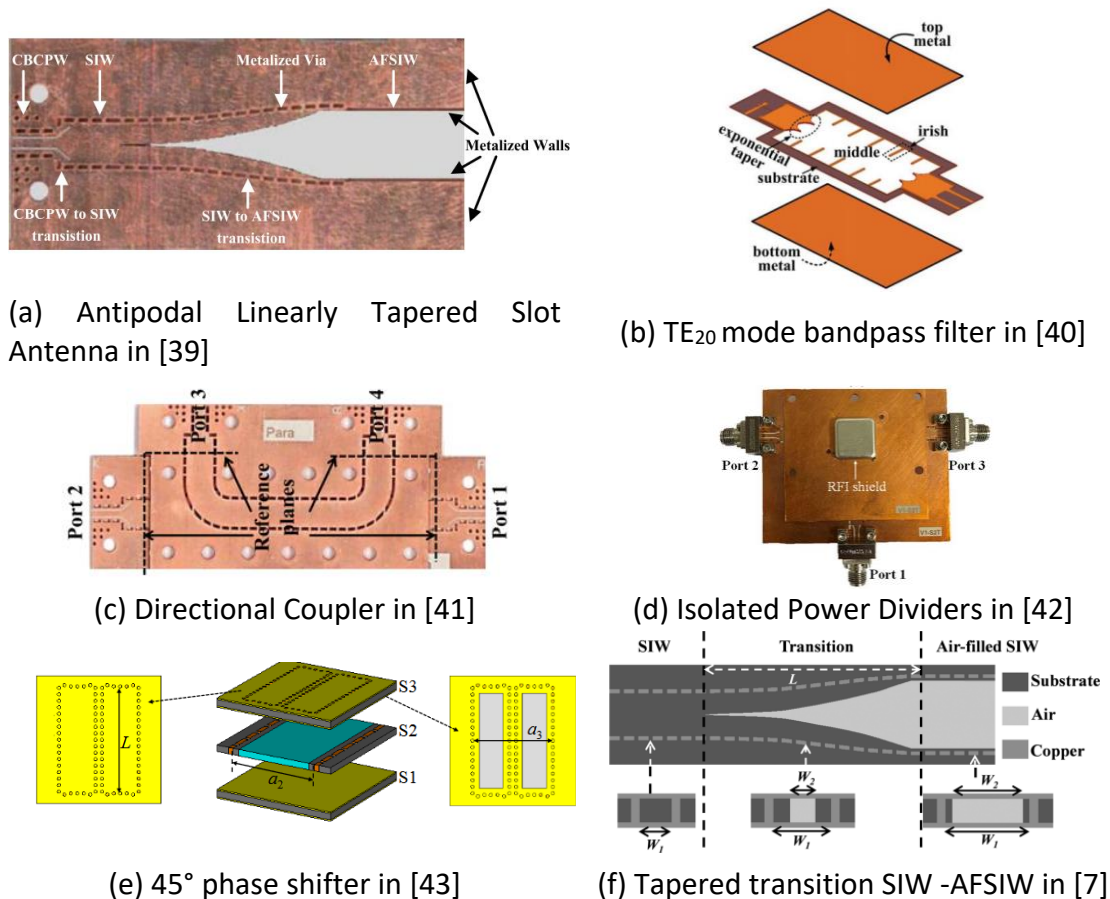 CBCPW SIW Metalized Via AFSIW
Metalized Walls
CBCPW to SIW
transistion
SIW to AFSIW
transistion
(a) Antipodal Linearly Tapered Slot
Antenna in [39]
top
metal
exponential
taper
irish
middle
substrate
bottom
metal
(b) TE20 mode bandpass filter in [40]
Port 3
Port 4
Para
Port 2
Reference
planes
Port 1
(c) Directional Coupler in [41]
Port 2
Port 3
RFI shield
V1-S2T
V1-S2T
Port 1
(d) Isolated Power Dividers in [42]
L
S3
S2
S1
a2
a3
(e) 45° phase shifter in [43]
SIW Transition Air-filled SIW
L
Substrate
Air
Copper
W2
W2
W1
W1
W1
(f) Tapered transition SIW -AFSIW in [7]